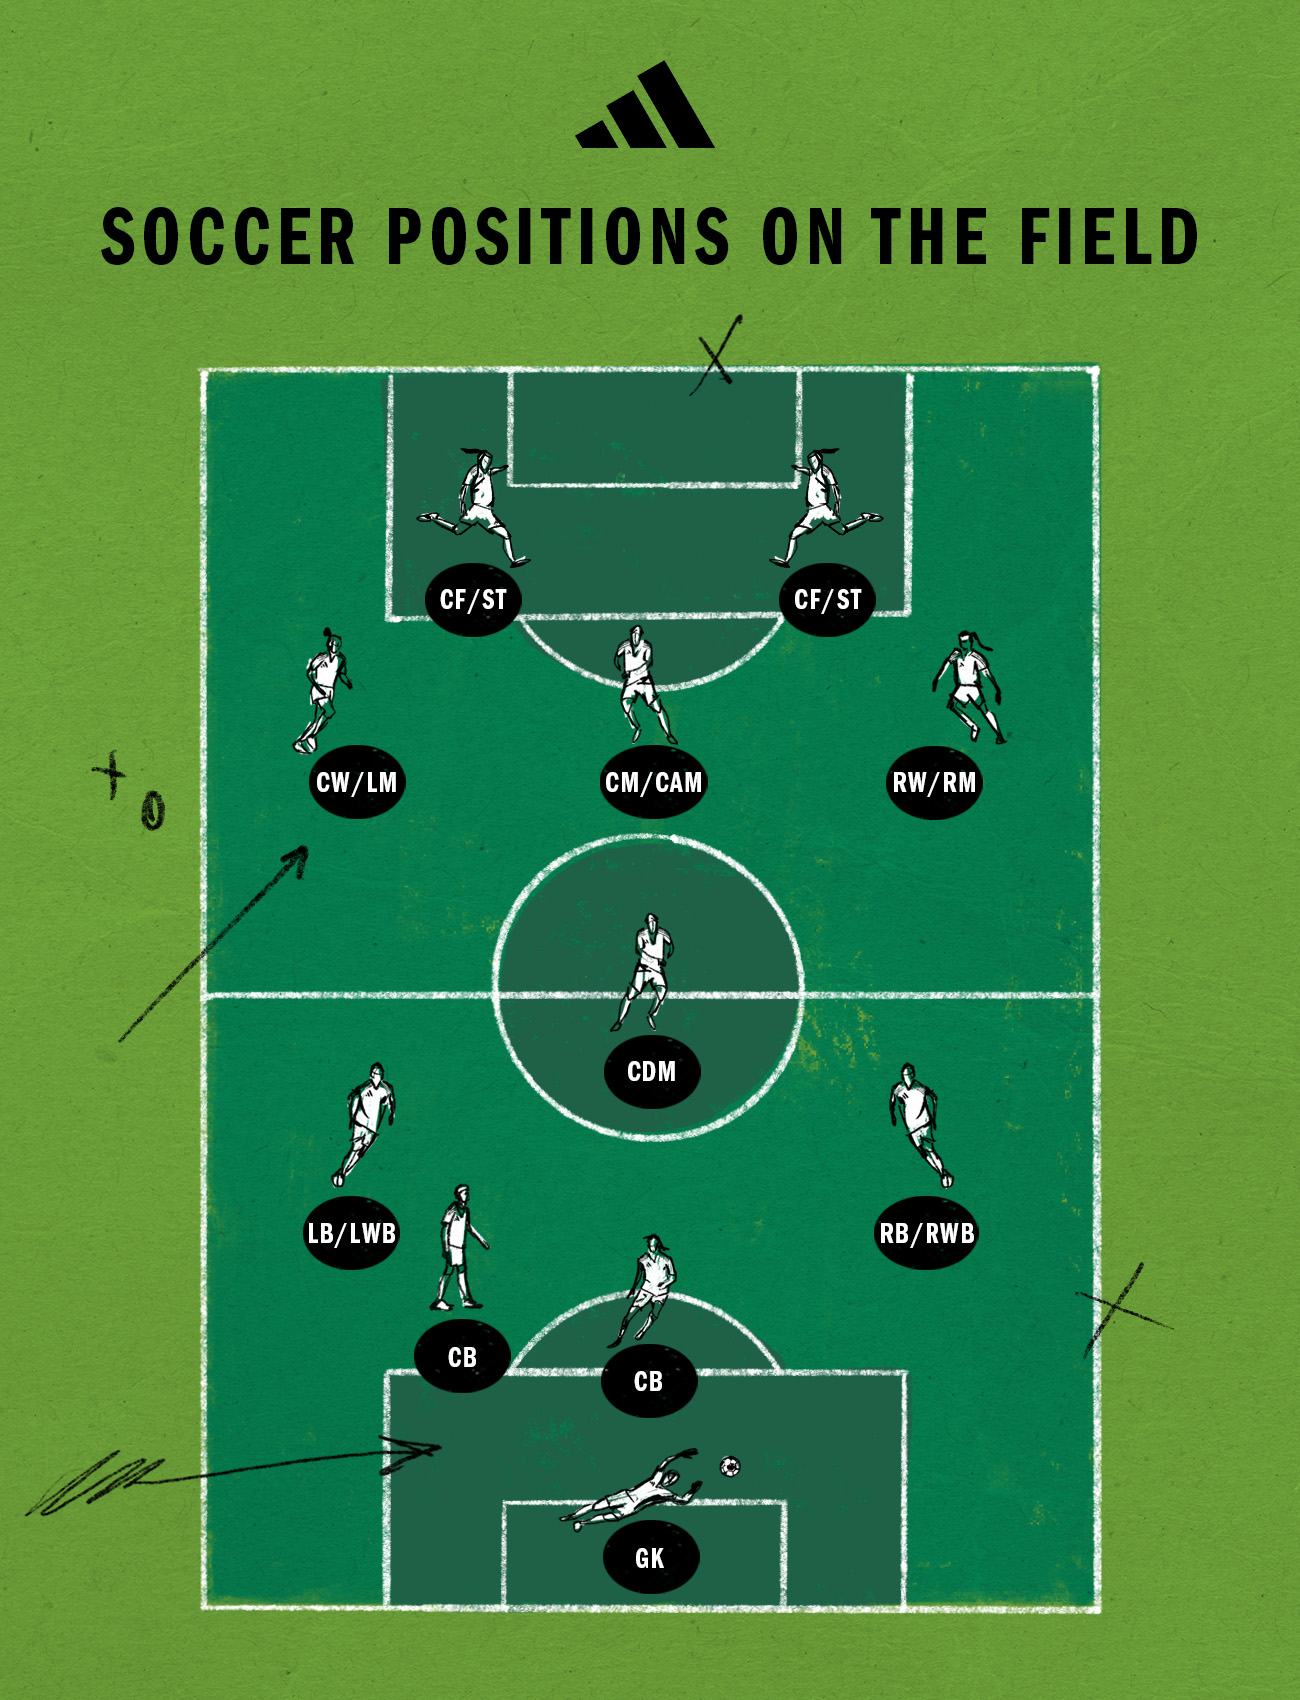 SOCCER POSITIONS ON THE FIELD
CF/ST
CF/ST
CW/LM
CM/CAM
RW/RM
CDM
LB/LWB
RB/RWB
CB
CB
GK